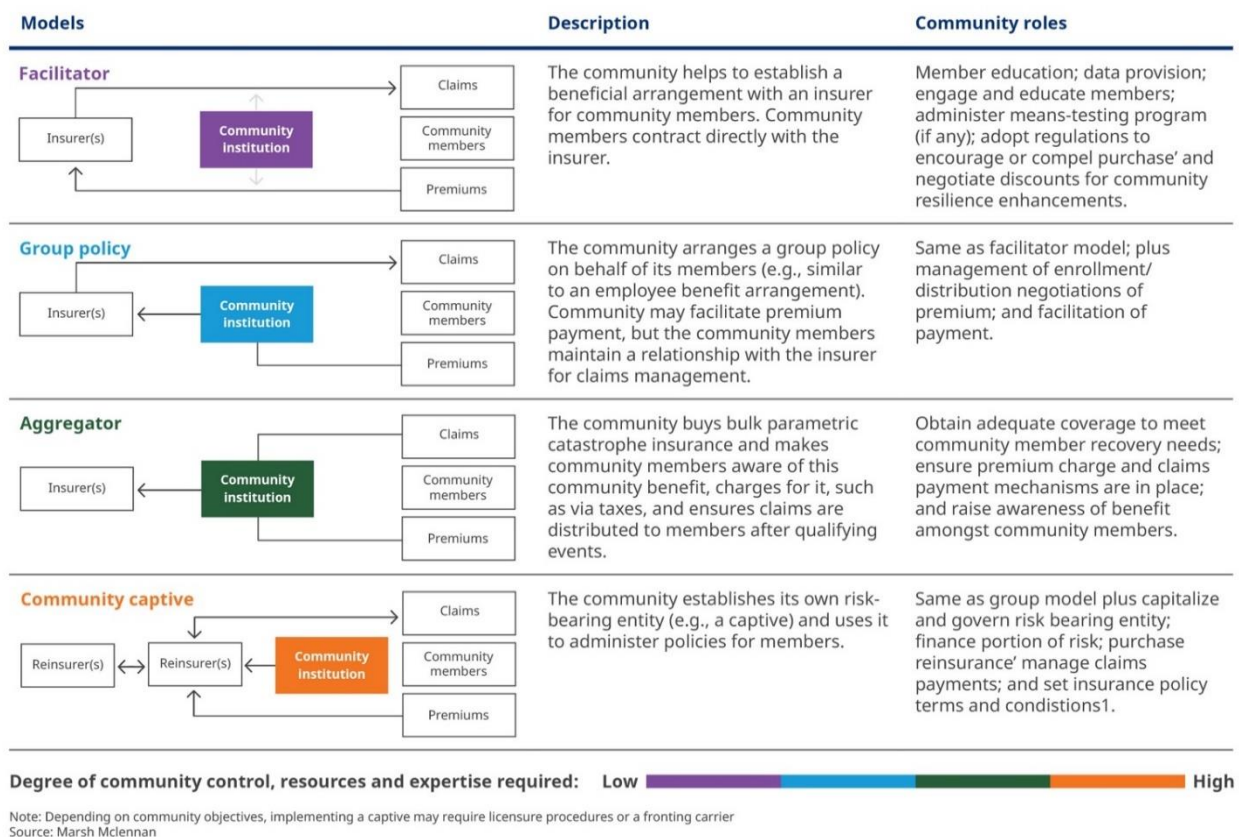 Models
Description
Community roles
Facilitator
Insurer(s)
Community
institution
Claims
Community
members
Premiums
The community helps to establish a
beneficial arrangement with an insurer
for community members. Community
members contract directly with the
insurer.
Member education; data provision;
engage and educate members;
administer means-testing program
(if any); adopt regulations to
encourage or compel purchase’ and
negotiate discounts for community
resilience enhancements.
Group policy
Insurer(s)
Community
institution
Claims
Community
members
Premiums
The community arranges a group policy
on behalf of its members (e.g., similar
to an employee benefit arrangement).
Community may facilitate premium
payment, but the community members
maintain a relationship with the insurer
for claims management.
Same as facilitator model; plus
management of enrollment/
distribution negotiations of
premium; and facilitation of
payment.
Aggregator
Insurer(s)
Community
institution
Claims
Community
members
Premiums
The community buys bulk parametric
catastrophe insurance and makes
community members aware of this
community benefit, charges for it, such
as via taxes, and ensures claims are
distributed to members after qualifying
events.
Obtain adequate coverage to meet
community member recovery needs;
ensure premium charge and claims
payment mechanisms are in place;
and raise awareness of benefit
amongst community members.
Community captive
Reinsurer(s)
Reinsurer(s)
Community
institution
Claims
Community
members
Premiums
The community establishes its own risk-
bearing entity (e.g., a captive) and uses it
to administer policies for members.
Same as group model plus capitalize
and govern risk bearing entity;
finance portion of risk; purchase
reinsurance’ manage claims
payments; and set insurance policy
terms and condistions1.
Degree of community control, resources and expertise required: Low High
Note: Depending on community objectives, implementing a captive may require licensure procedures or a fronting carrier
Source: Marsh Mclennan